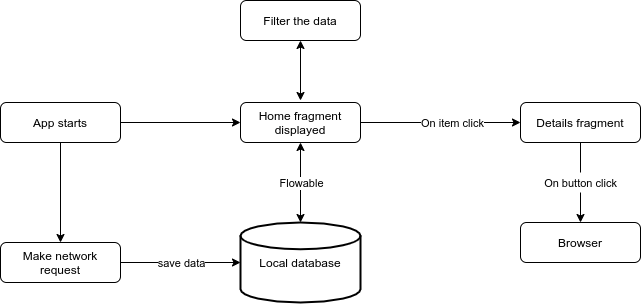 Filter the data
App starts
Home fragment
displayed
On item click
Details fragment
Flowable
On button click
Make network
request
save data
Local database
Browser